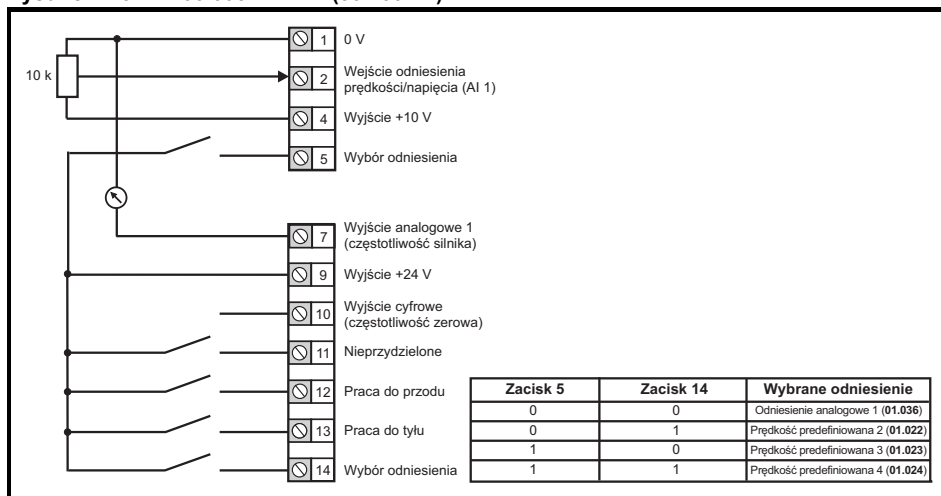 10 k
1 0 V
2 Wejście odniesienia
prędkości/napięcia (AI 1)
4 Wyjście +10 V
5 Wybór odniesienia
7 Wyjście analogowe 1
(częstotliwość silnika)
9 Wyjście +24 V
10 Wyjście cyfrowe
(częstotliwość zerowa)
11 Nieprzydzielone
12 Praca do przodu
13 Praca do tyłu
14 Wybór odniesienia
Zacisk 5 Zacisk 14 Wybrane odniesienie
0 0 Odniesienie analogowe 1 (01.036)
0 1 Prędkość predefiniowana 2 (01.022)
1 0 Prędkość predefiniowana 3 (01.023)
1 1 Prędkość predefiniowana 4 (01.024)